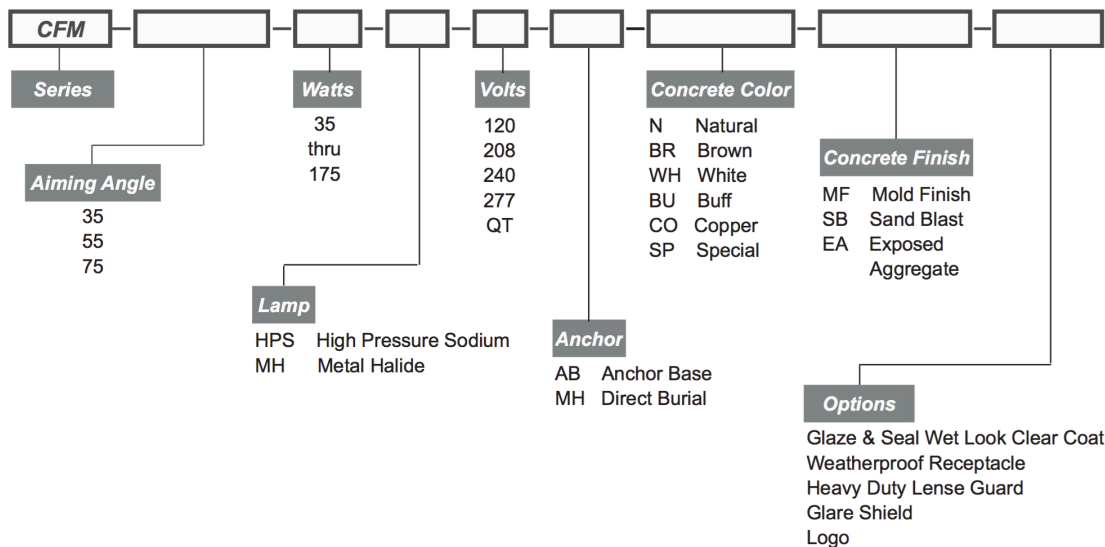 CFM
Series
Aiming Angle
35
55
75
Watts
35
thru
175
Lamp
HPS High Pressure Sodium
MH Metal Halide
Volts
120
208
240
277
QT
Anchor
AB Anchor Base
MH Direct Burial
Concrete Color
N Natural
BR Brown
WH White
BU Buff
CO Copper
SP Special
Concrete Finish
MF Mold Finish
SB Sand Blast
EA Exposed
Aggregate
Options
Glaze & Seal Wet Look Clear Coat
Weatherproof Receptacle
Heavy Duty Lense Guard
Glare Shield
Logo